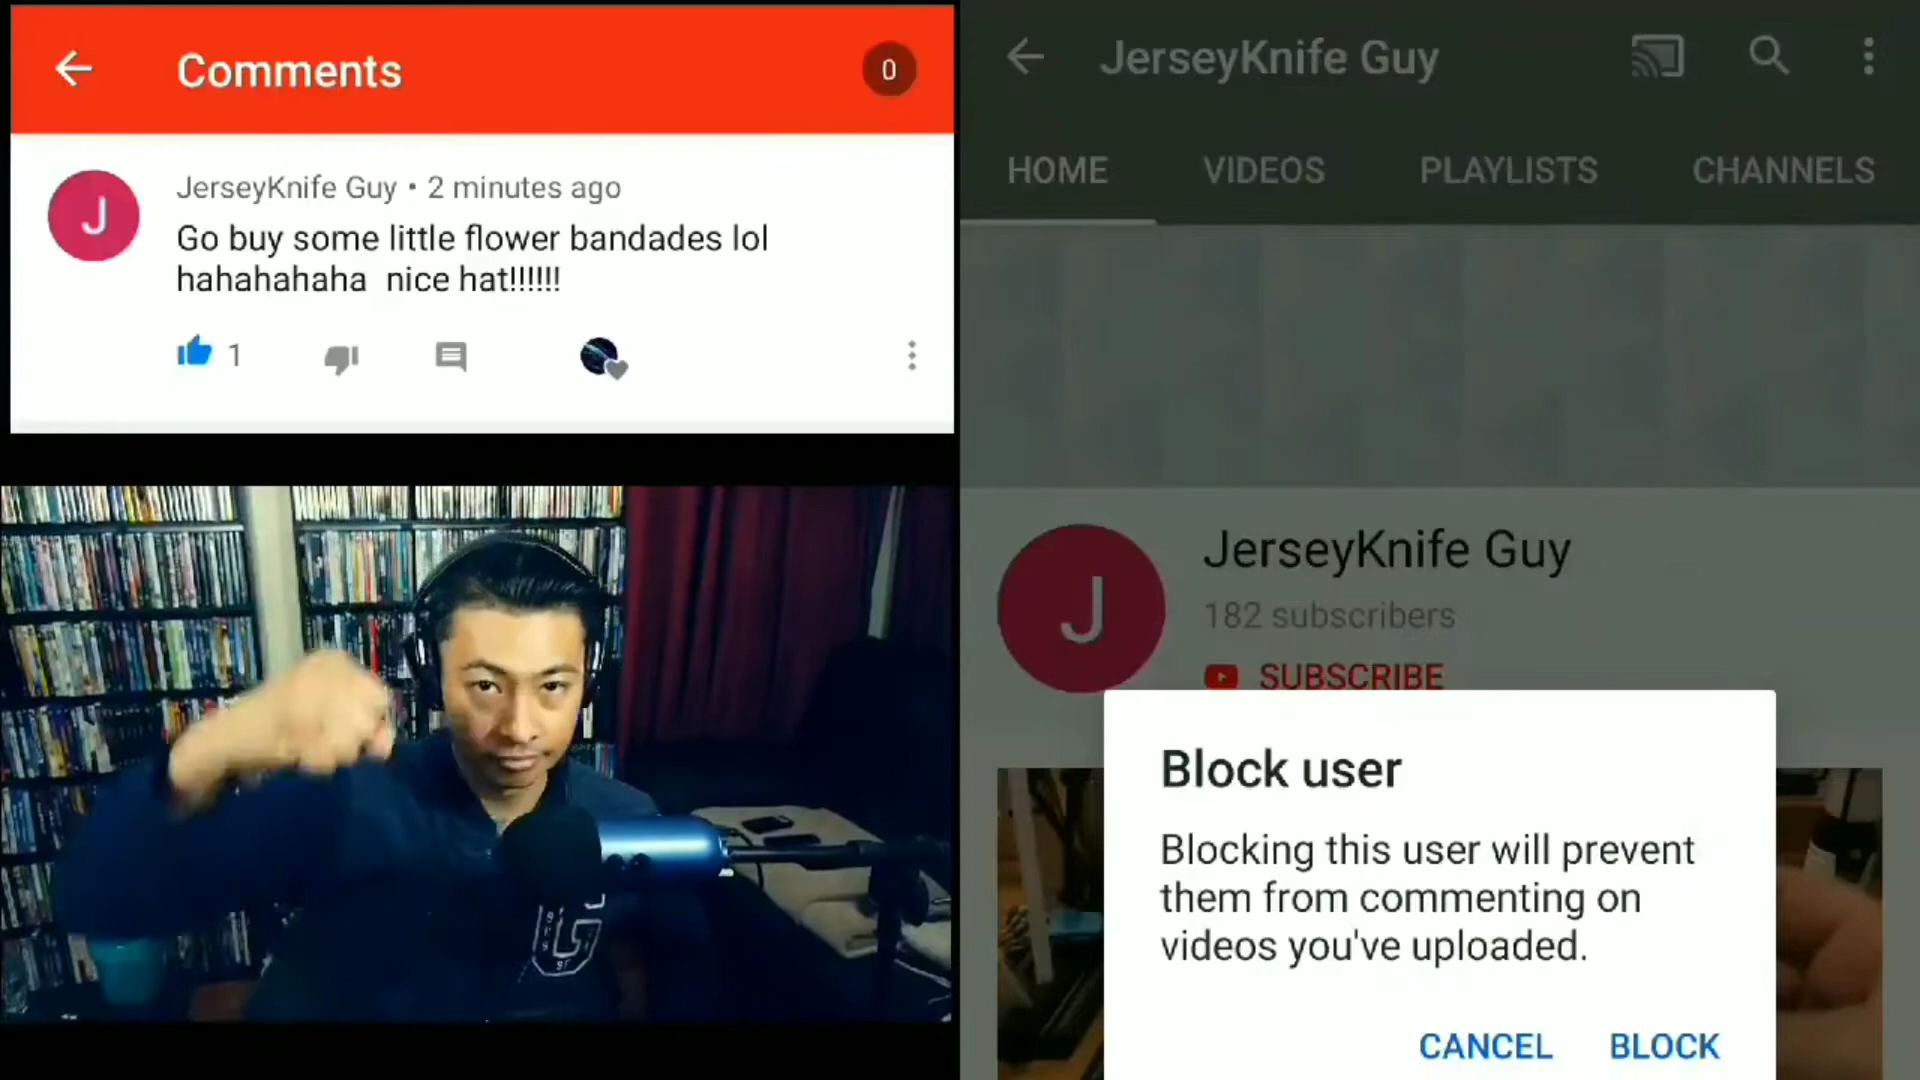 Comments
0
JerseyKnife Guy • 2 minutes ago
Go buy some little flower bandades lol
hahahahaha  nice hat!!!!!!
1
JerseyKnife Guy
HOME VIDEOS PLAYLISTS CHANNELS
J
J
JerseyKnife Guy
182 subscribers
SUBSCRIBE
Block user
Blocking this user will prevent
them from commenting on
videos you've uploaded.
CANCEL BLOCK
G